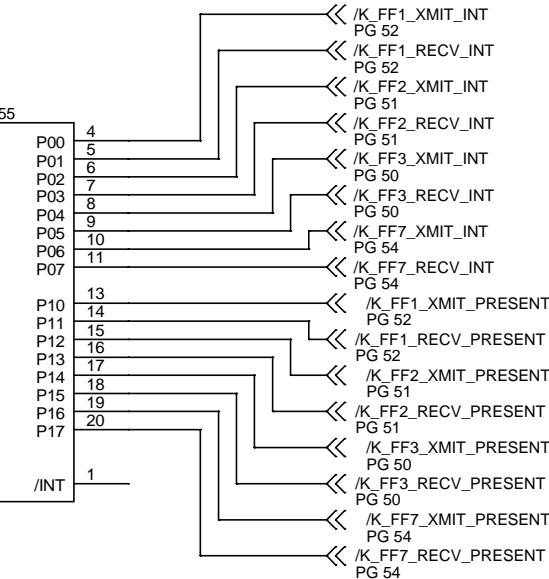 /K_FF1_XMIT_INT
PG 52
/K_FF1_RECV_INT
PG 52
/K_FF2_XMIT_INT
PG 51
/K_FF2_RECV_INT
PG 51
/K_FF3_XMIT_INT
PG 50
/K_FF3_RECV_INT
PG 50
/K_FF7_XMIT_INT
PG 54
/K_FF7_RECV_INT
PG 54
/K_FF1_XMIT_PRESENT
PG 52
/K_FF1_RECV_PRESENT
PG 52
/K_FF2_XMIT_PRESENT
PG 51
/K_FF2_RECV_PRESENT
PG 51
/K_FF3_XMIT_PRESENT
PG 50
/K_FF3_RECV_PRESENT
PG 50
/K_FF7_XMIT_PRESENT
PG 54
/K_FF7_RECV_PRESENT
PG 54
55
P00 4
P01 5
P02 6
P03 7
P04 8
P05 9
P06 10
P07 11
P10 13
P11 14
P12 15
P13 16
P14 17
P15 18
P16 19
P17 20
/INT 1